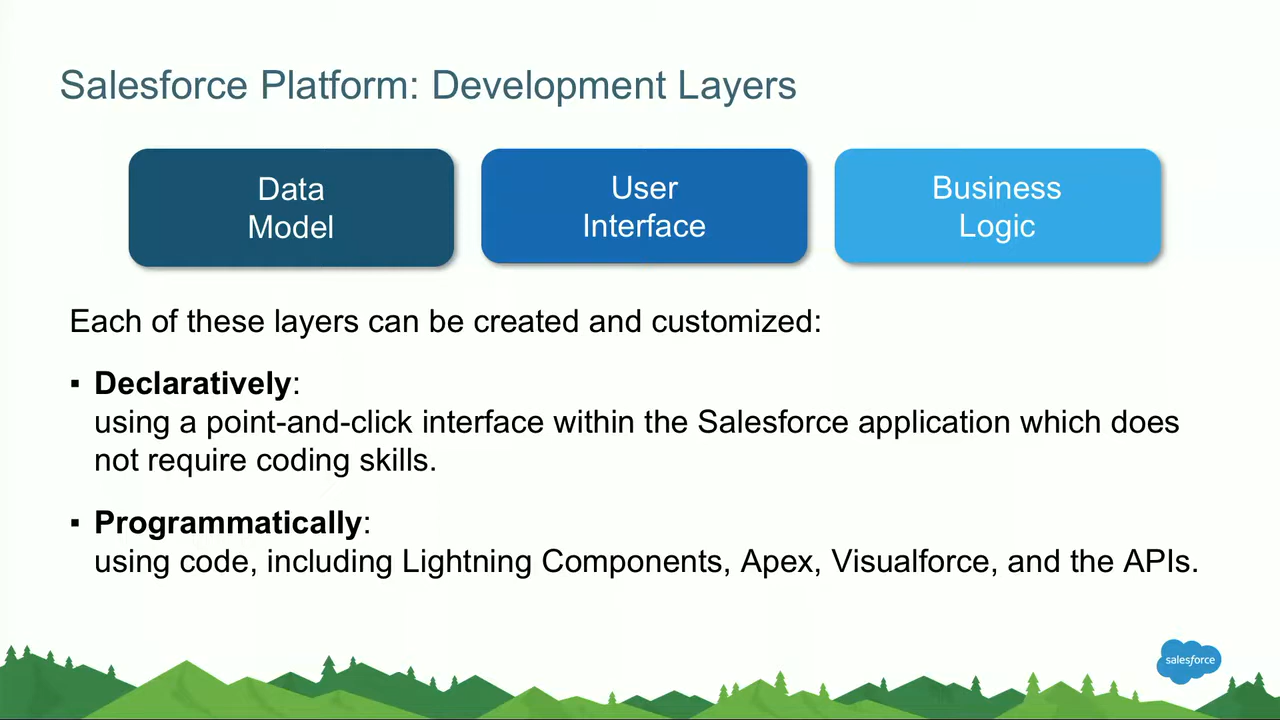 Salesforce Platform: Development Layers
Data
Model
User
Interface
Business
Logic
Each of these layers can be created and customized:
▪ Declaratively:
using a point-and-click interface within the Salesforce application which does
not require coding skills.
▪ Programmatically:
using code, including Lightning Components, Apex, Visualforce, and the APIs.
salesforce